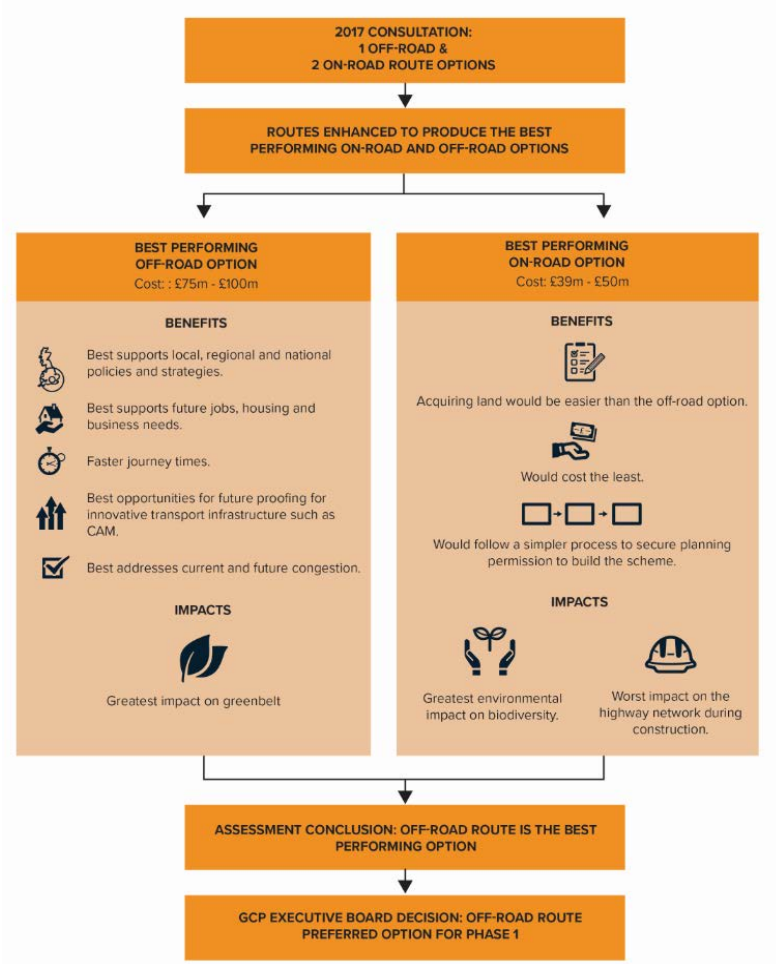 2017 CONSULTATION:
1 OFF-ROAD &
2 ON-ROAD ROUTE OPTIONS
ROUTES ENHANCED TO PRODUCE THE BEST
PERFORMING ON-ROAD AND OFF-ROAD OPTIONS
BEST PERFORMING
OFF-ROAD OPTION
Cost: : £75m - £100m
BENEFITS
Best supports local, regional and national
policies and strategies.
Best supports future jobs, housing and
business needs.
Faster journey times.
Best opportunities for future proofing for
innovative transport infrastructure such as
CAM.
Best addresses current and future congestion.
IMPACTS
Greatest impact on greenbelt
BEST PERFORMING
ON-ROAD OPTION
Cost: £39m - £50m
BENEFITS
Acquiring land would be easier than the off-road option.
Would cost the least.
Would follow a simpler process to secure planning
permission to build the scheme.
IMPACTS
Greatest environmental
impact on biodiversity.
Worst impact on the
highway network during
construction.
ASSESSMENT CONCLUSION: OFF-ROAD ROUTE IS THE BEST
PERFORMING OPTION
GCP EXECUTIVE BOARD DECISION: OFF-ROAD ROUTE
PREFERRED OPTION FOR PHASE 1